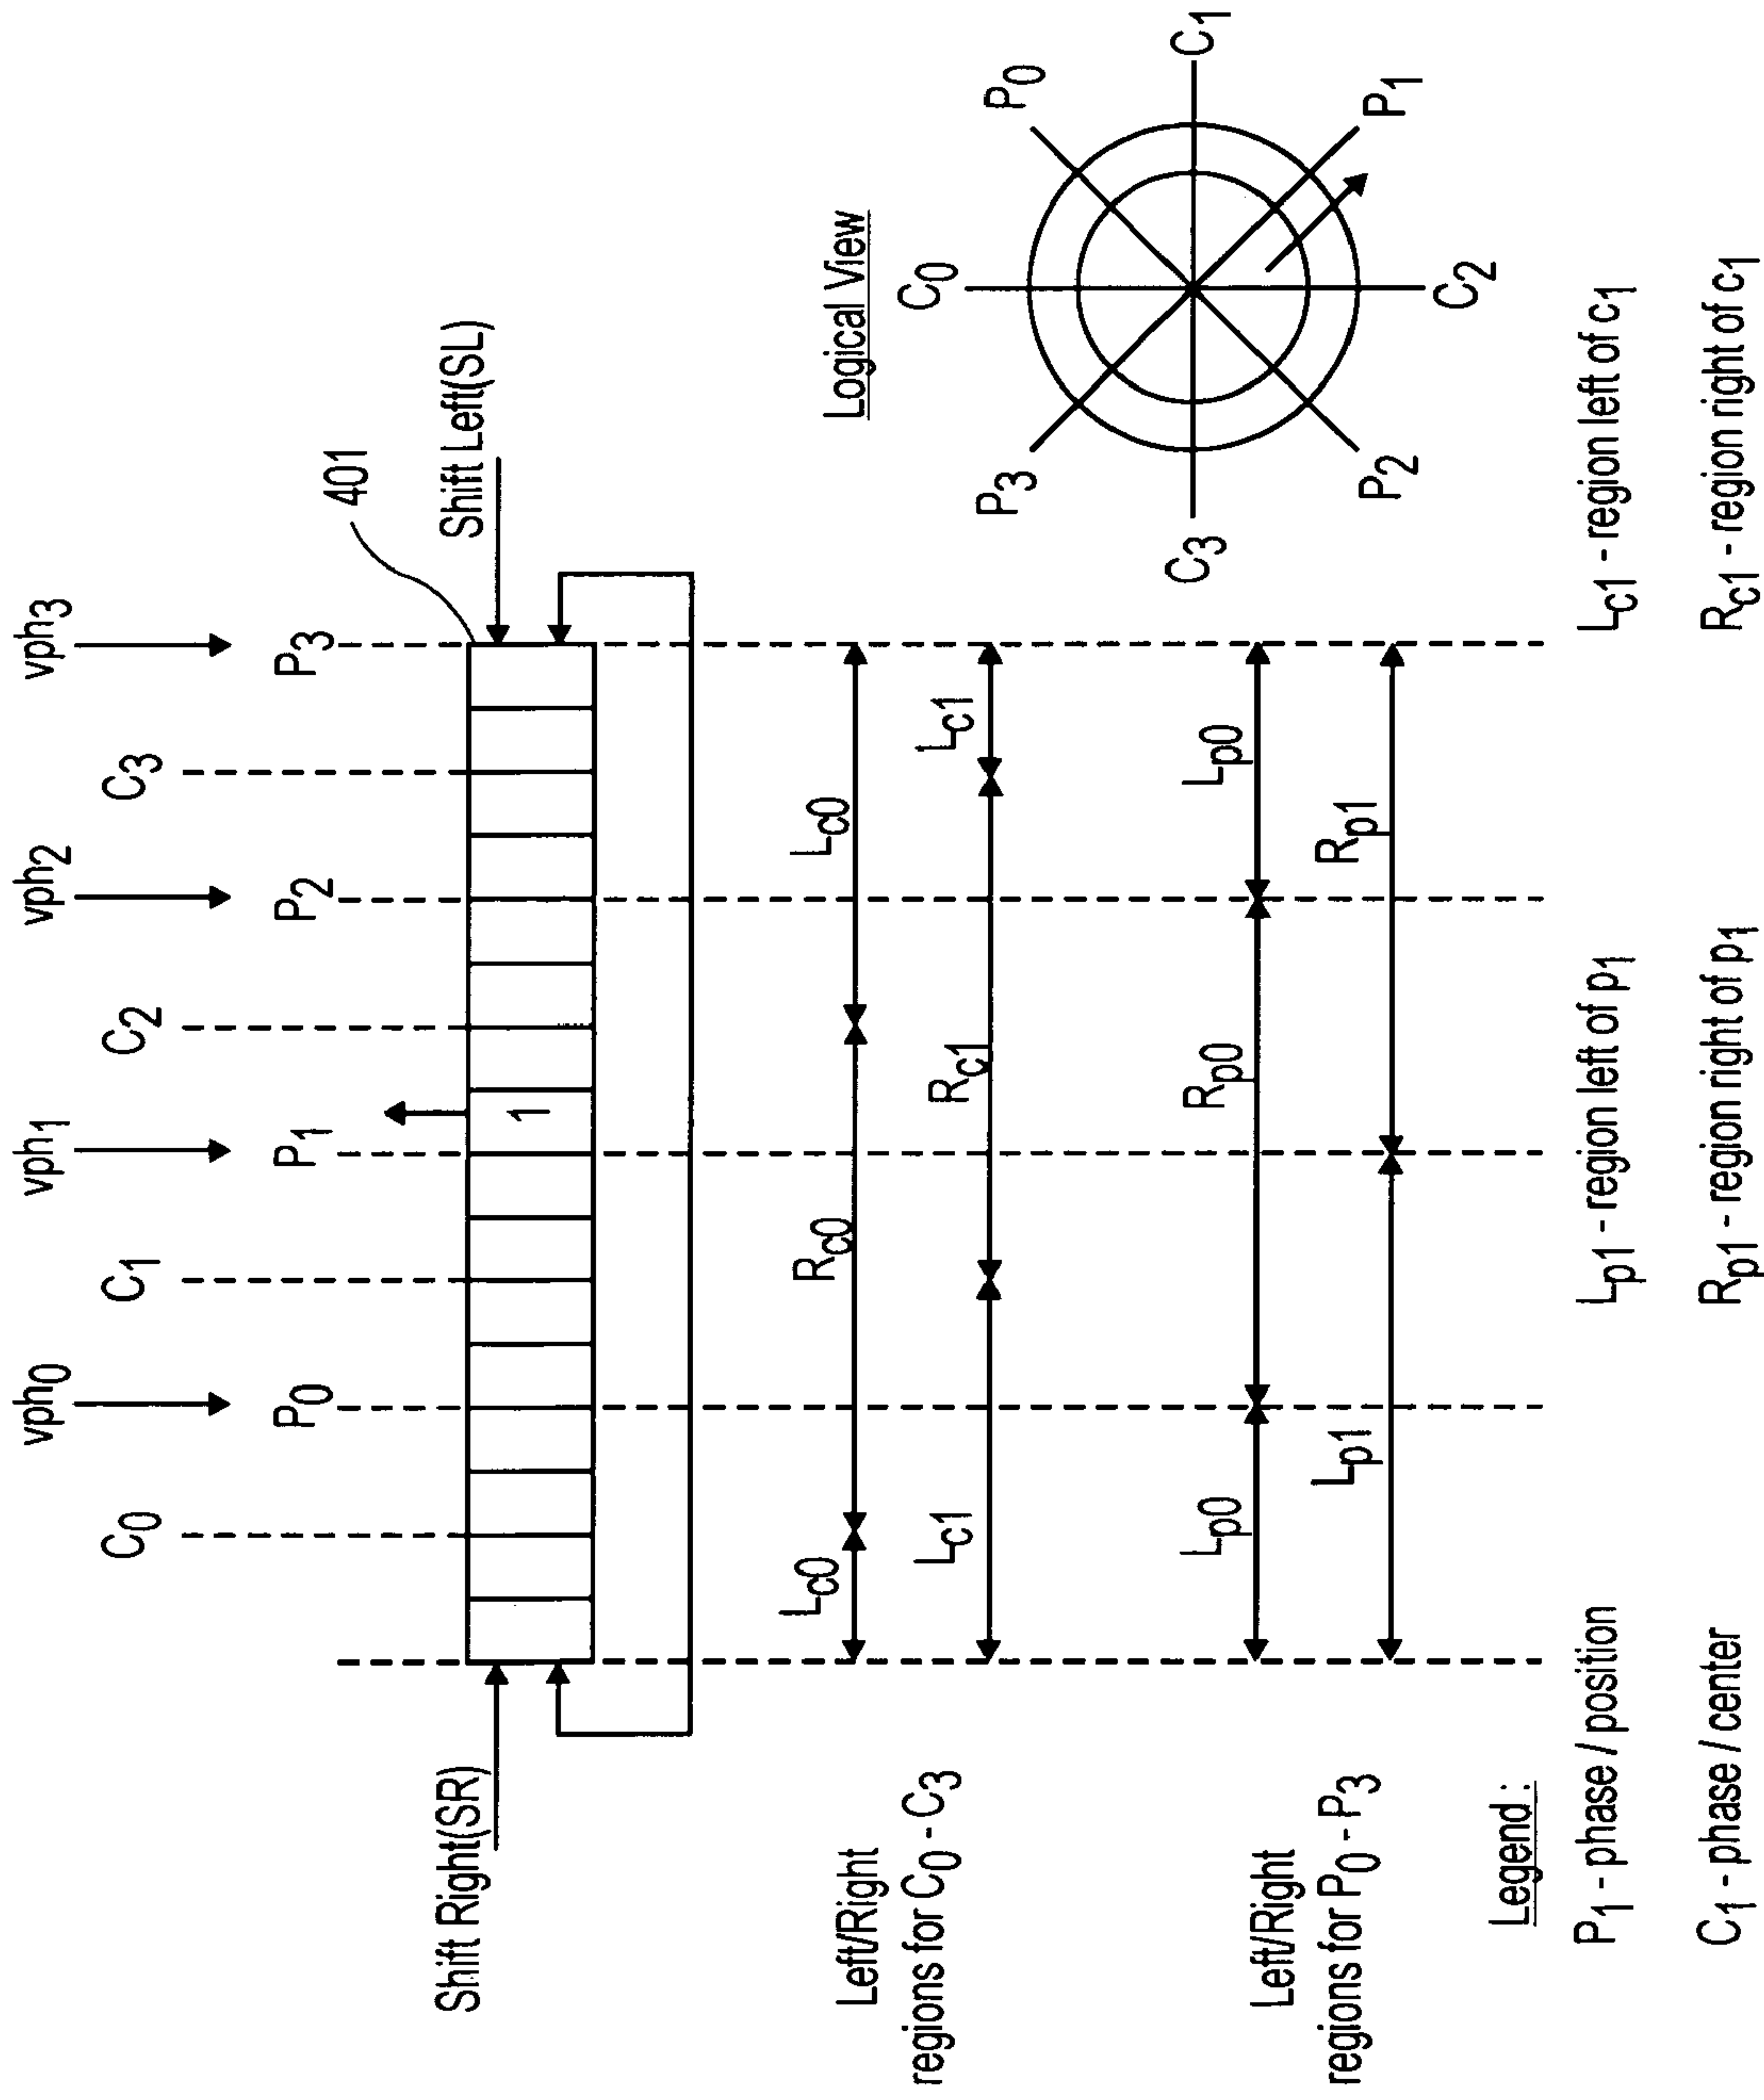 vph0 vph1 vph2 vph3
C0 C1 C2 C3
P0 P1 P2 P3
401
Shift Right(SR)
Shift Left(SL)
1
Left/Right
regions for C0 - C3
Lc0 Rc0 Lc0
Lc1 Rc1 Lc1
Left/Right
regions for P0 - P3
Lp0 Rp0 Lp0
Lp1 Rp1
Logical View
C0
P3 P0
C3 C1
P2 P1
C2
Legend :
P1 - phase / position
Lp1 - region left of p1
Lc1 - region left of c1
C1 - phase / center
Rp1 - region right of p1
Rc1 - region right of c1